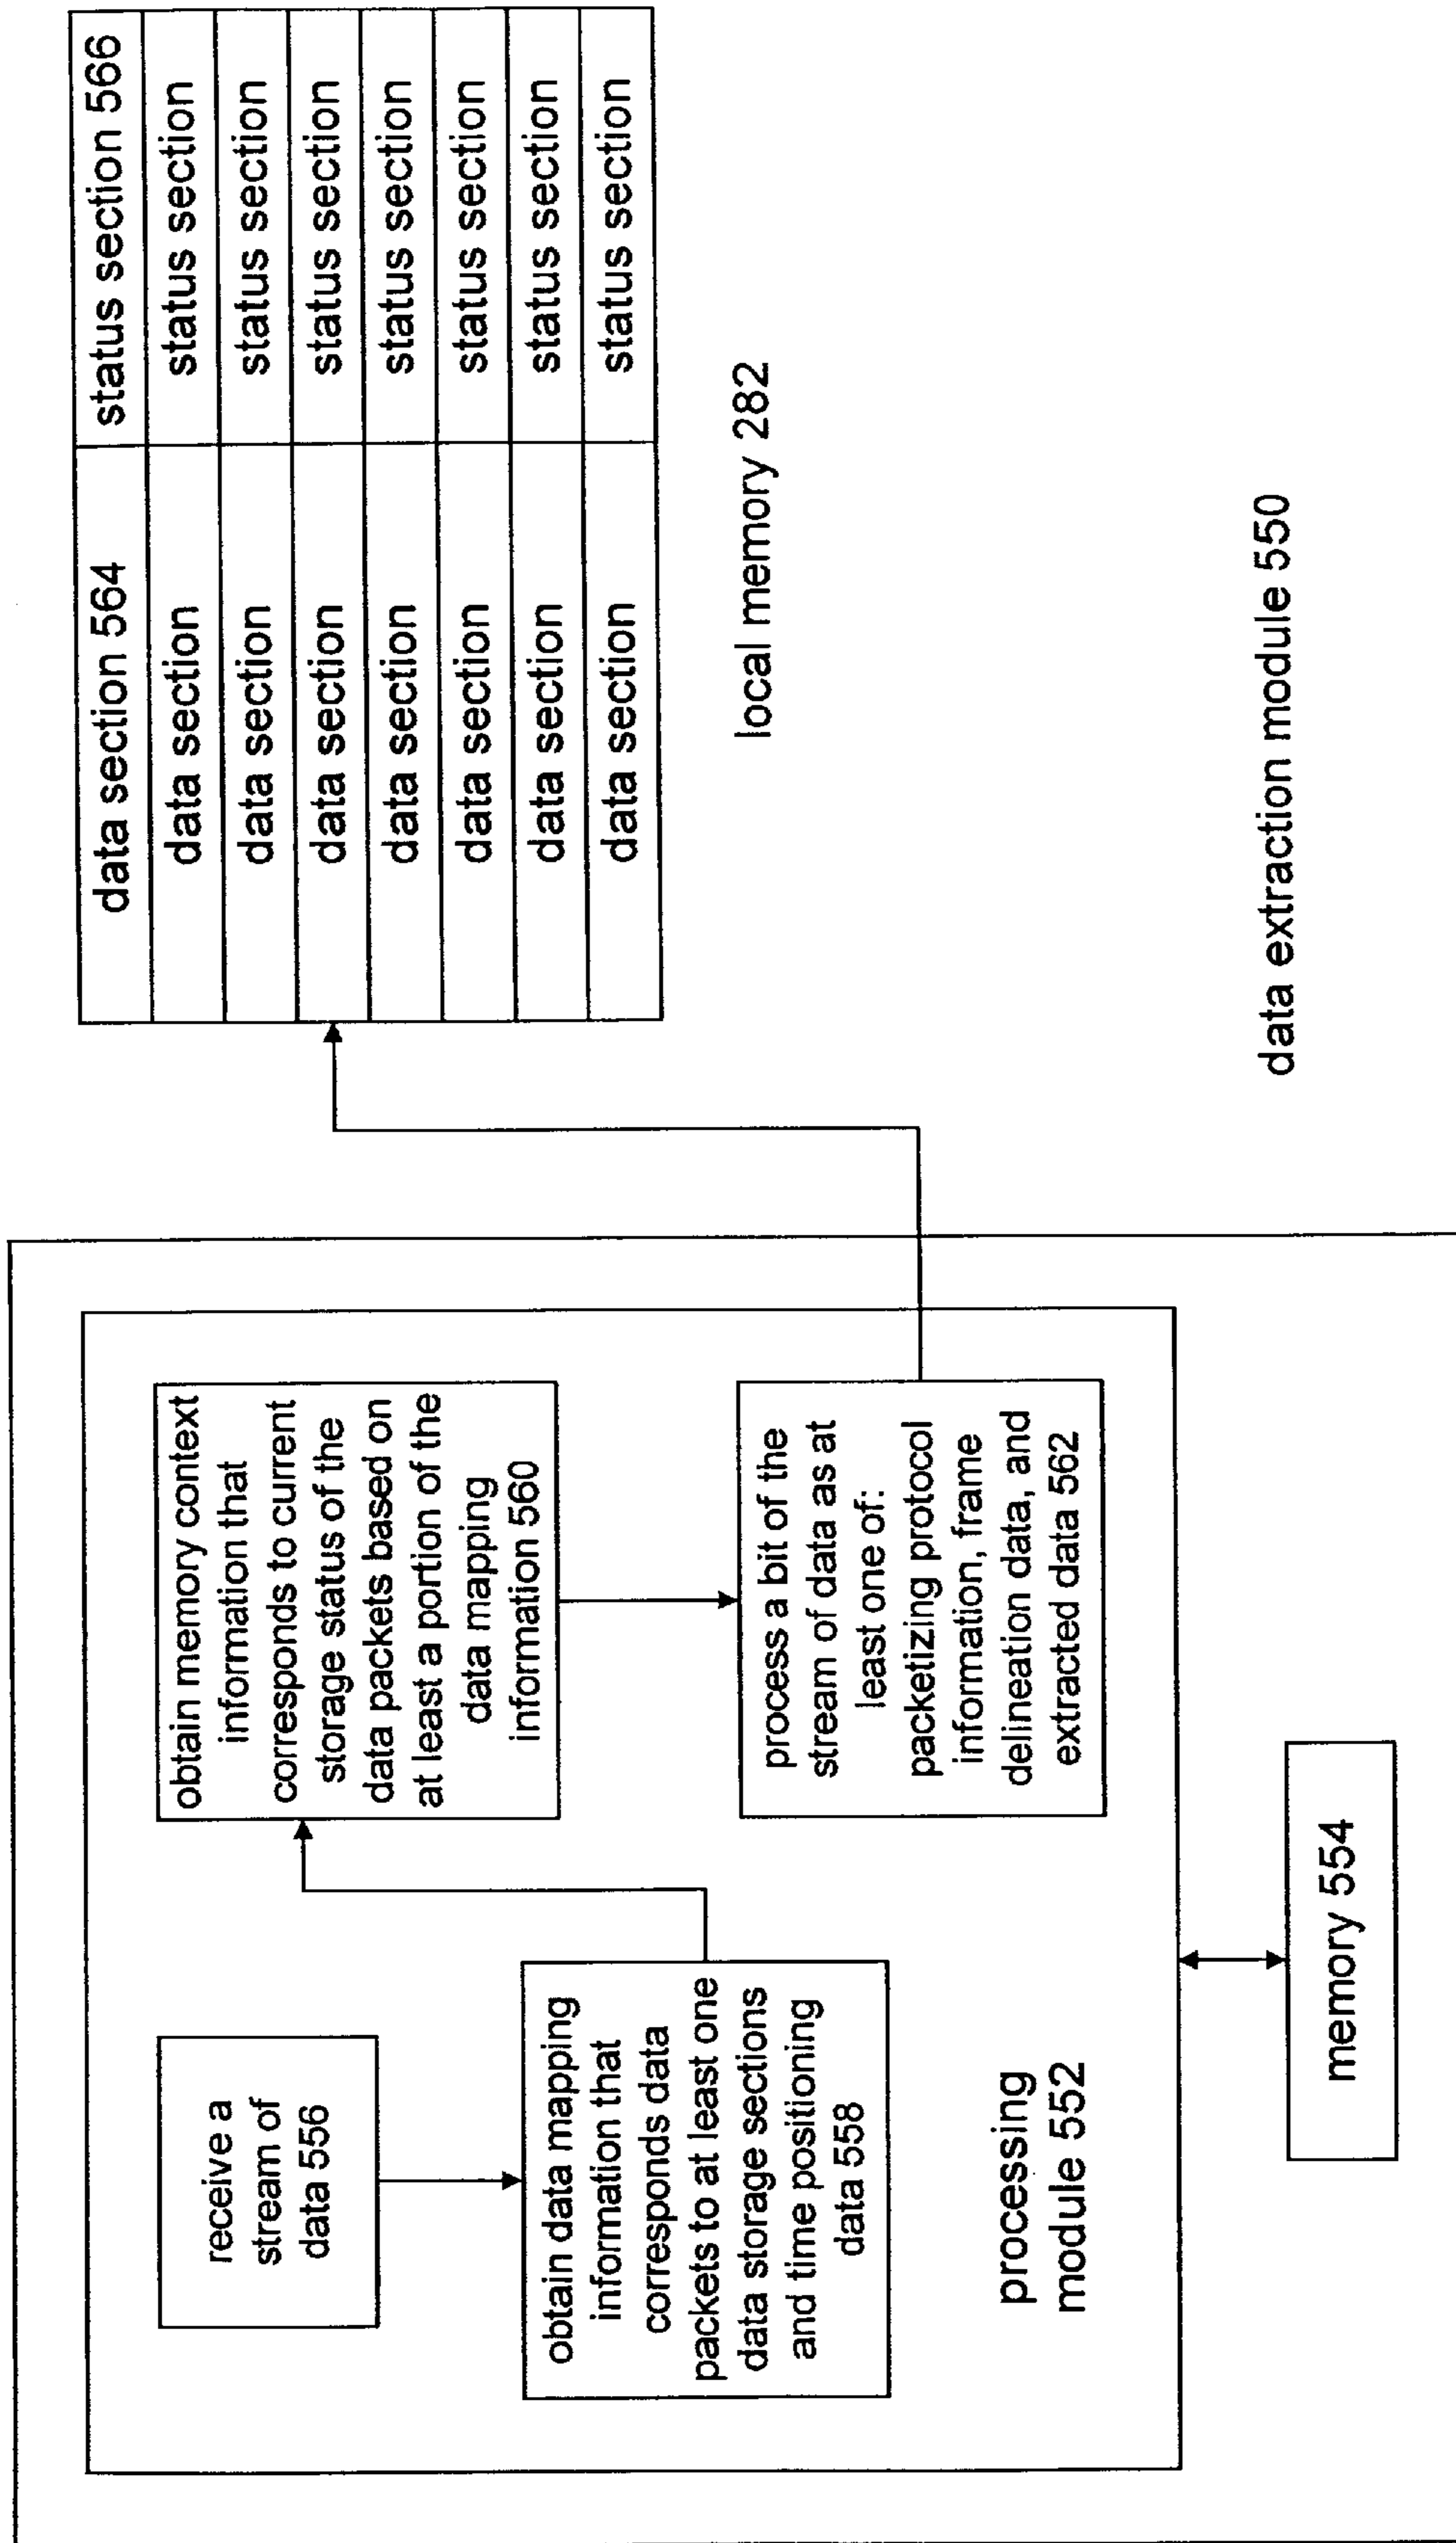 receive a
stream of
data 556
obtain data mapping
information that
corresponds data
packets to at least one
data storage sections
and time positioning
data 558
obtain memory context
information that
corresponds to current
storage status of the
data packets based on
at least a portion of the
data mapping
information 560
process a bit of the
stream of data as at
least one of:
packetizing protocol
information, frame
delineation data, and
extracted data 562
processing
module 552
memory 554
data section 564 status section 566
data section status section
data section status section
data section status section
data section status section
data section status section
data section status section
data section status section
local memory 282
data extraction module 550